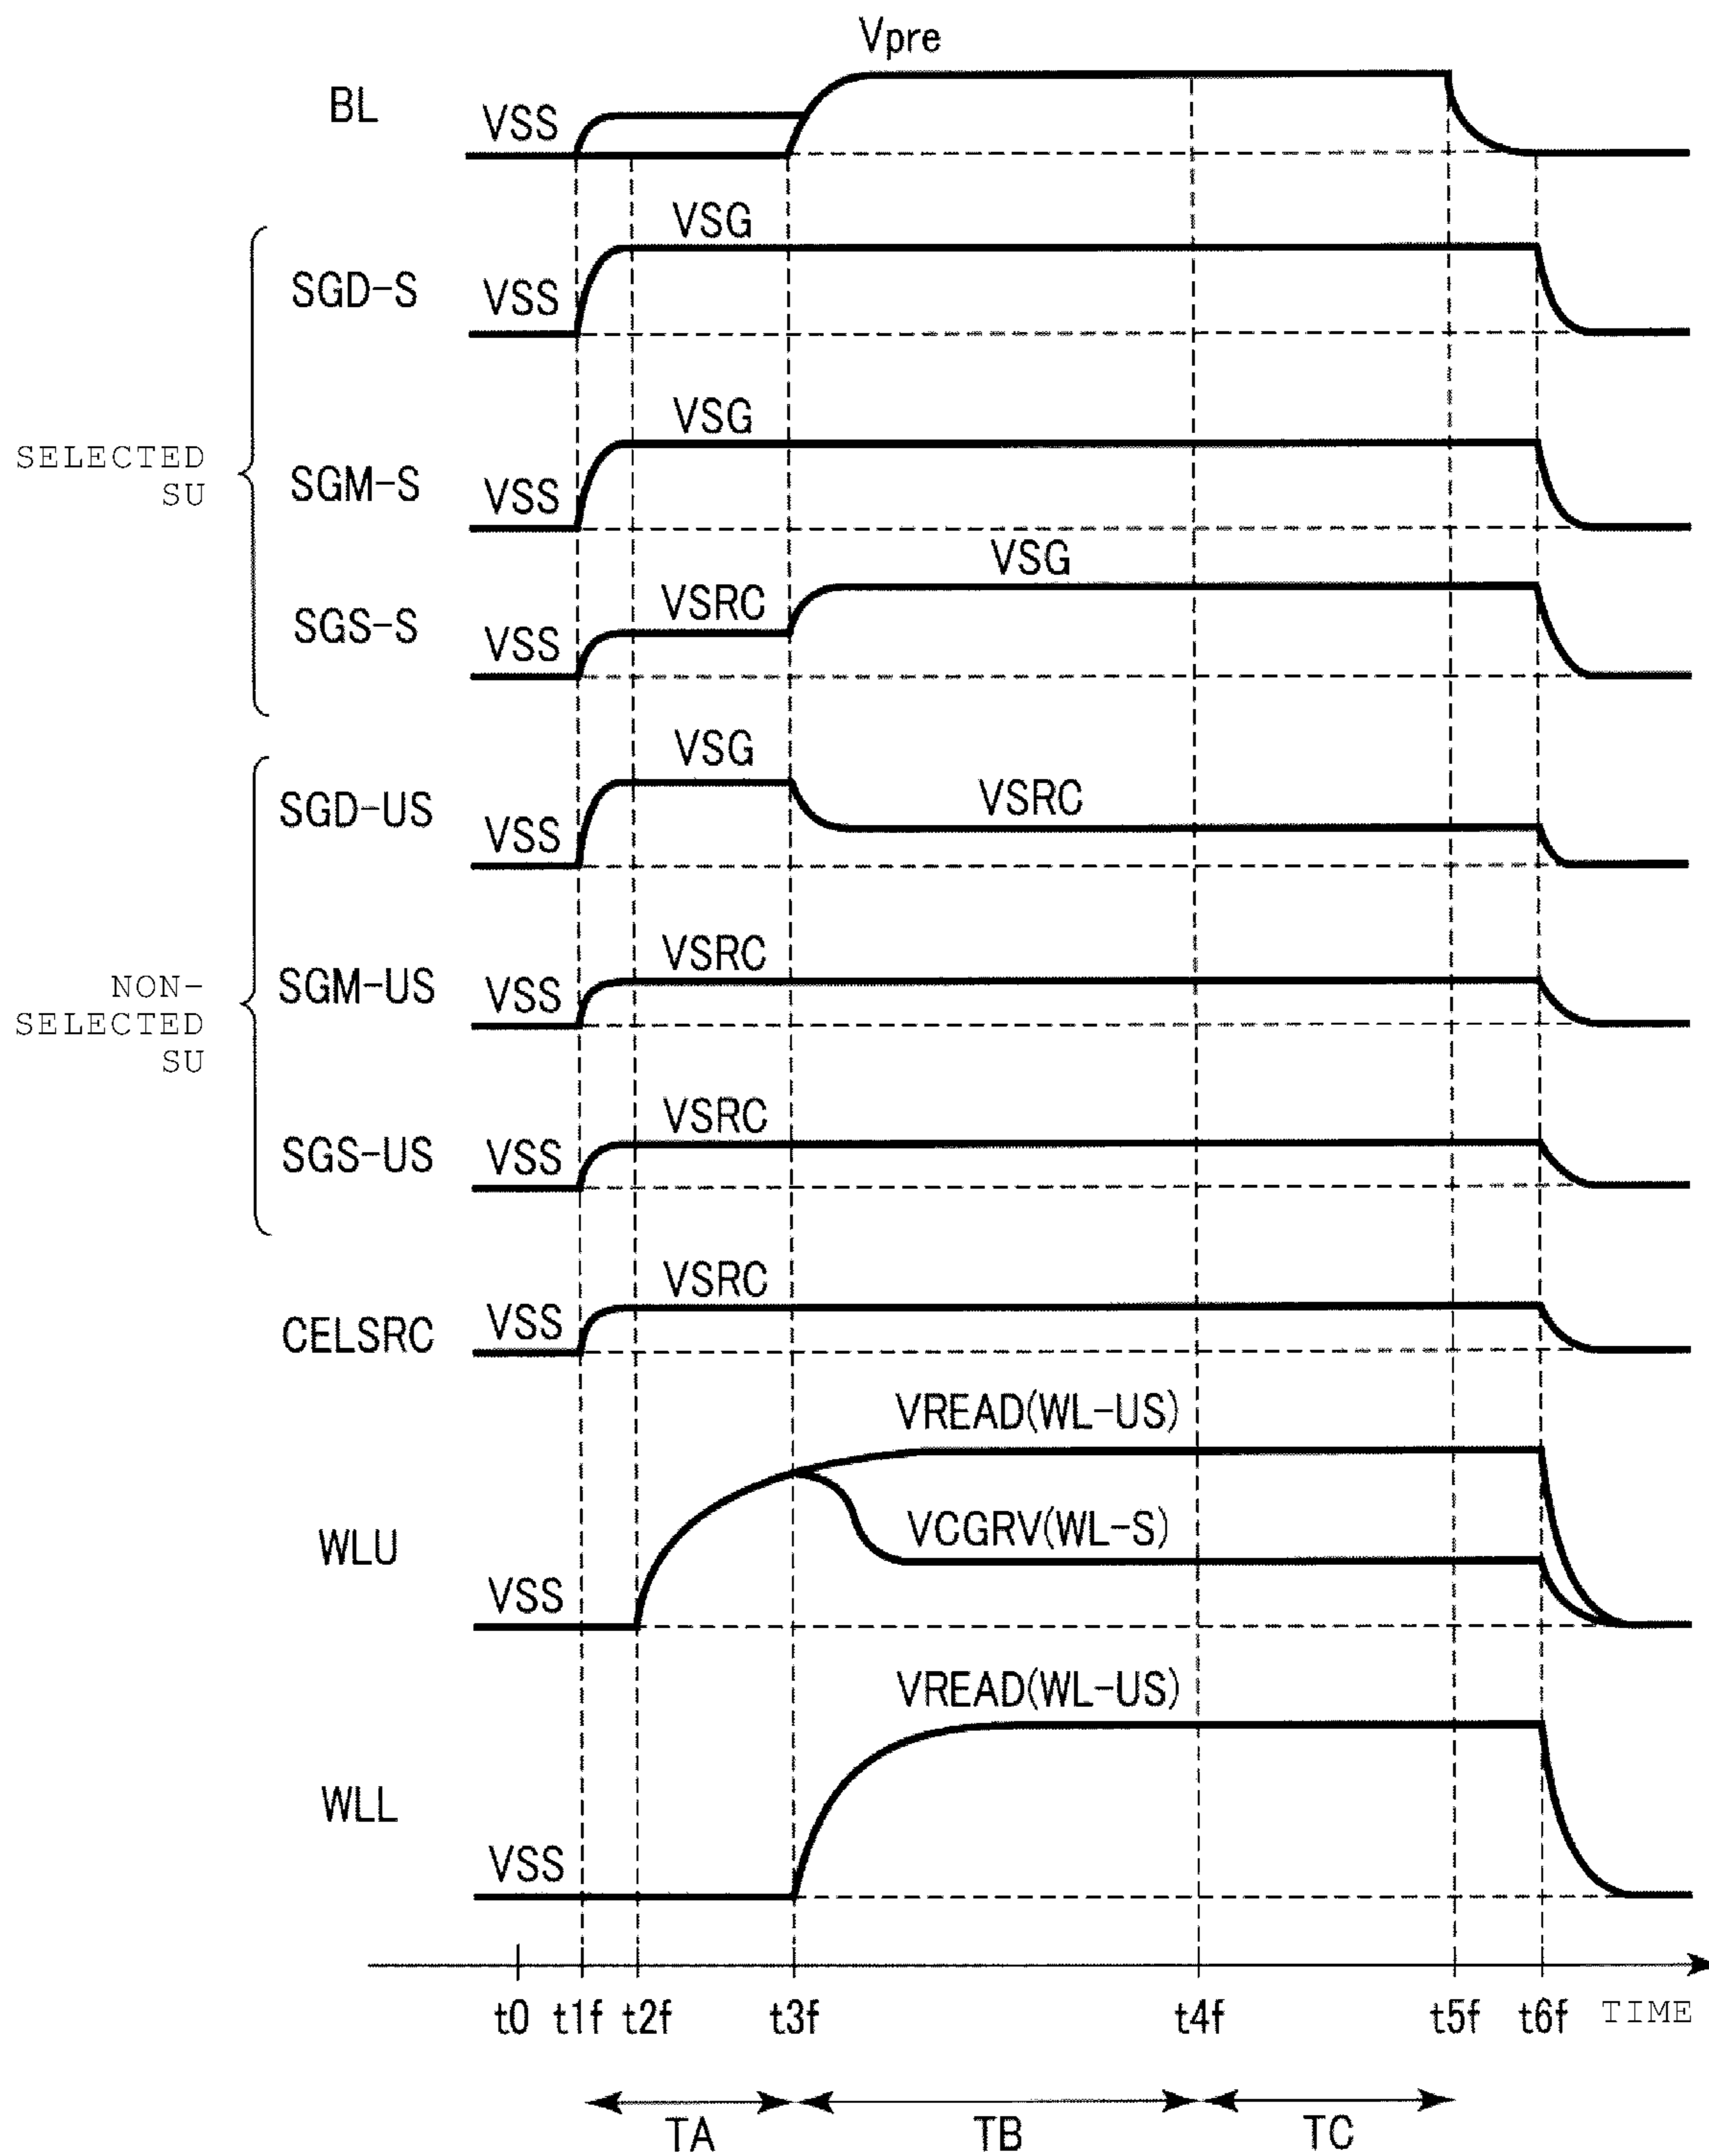 Vpre
BL
VSS
VSG
SGD-S
VSS
VSG
SELECTED
SU
SGM-S
VSS
VSG
SGS-S
VSS
VSRC
VSG
SGD-US
VSS
VSRC
NON-
SELECTED
SU
SGM-US
VSS
VSRC
SGS-US
VSS
VSRC
CELSRC
VSS
VSRC
VREAD(WL-US)
WLU
VCGRV(WL-S)
VSS
VREAD(WL-US)
WLL
VSS
t0 t1f t2f t3f t4f t5f t6f TIME
TA TB TC